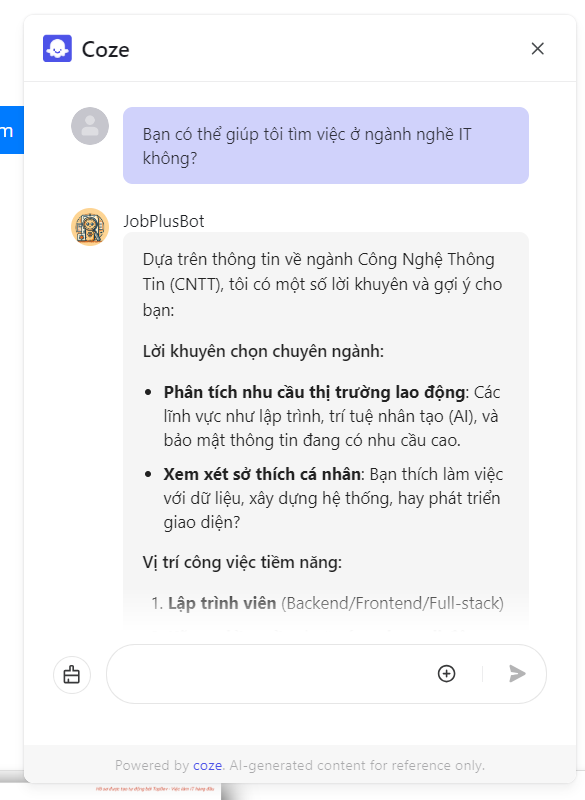 Coze
m
Bạn có thể giúp tôi tìm việc ở ngành nghề IT
không?
JobPlusBot
Dựa trên thông tin về ngành Công Nghệ Thông
Tin (CNTT), tôi có một số lời khuyên và gợi ý cho
bạn:
Lời khuyên chọn chuyên ngành:
• Phân tích nhu cầu thị trường lao động: Các
lĩnh vực như lập trình, trí tuệ nhân tạo (AI), và
bảo mật thông tin đang có nhu cầu cao.
• Xem xét sở thích cá nhân: Bạn thích làm việc
với dữ liệu, xây dựng hệ thống, hay phát triển
giao diện?
Vị trí công việc tiềm năng:
1. Lập trình viên (Backend/Frontend/Full-stack)
Powered by coze. AI-generated content for reference only.